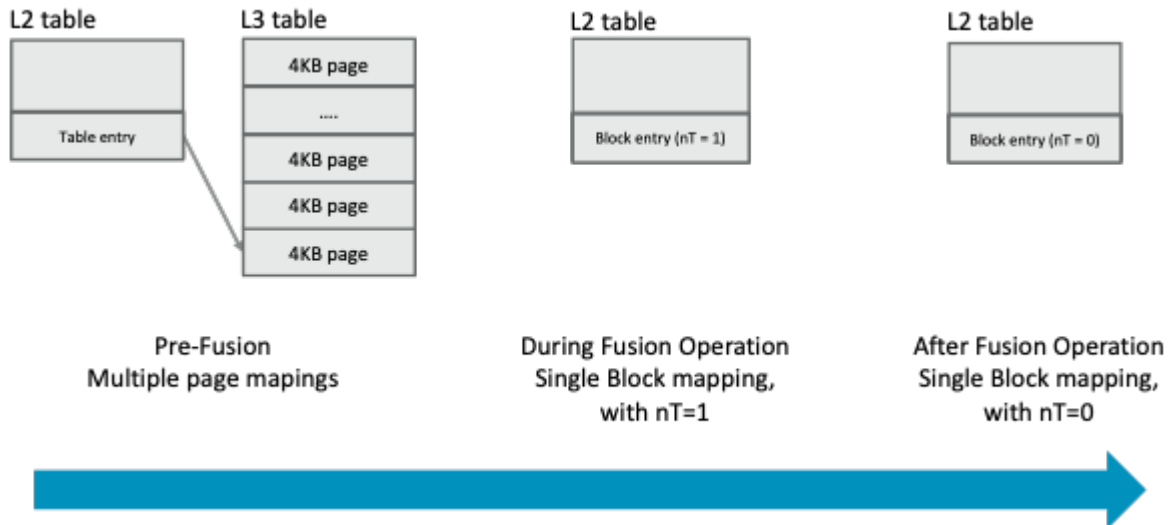 L2 table
Table entry
L3 table
4KB page
....
4KB page
4KB page
4KB page
L2 table
Block entry (nT = 1)
L2 table
Block entry (nT = 0)
Pre-Fusion
Multiple page mapings
During Fusion Operation
Single Block mapping,
with nT=1
After Fusion Operation
Single Block mapping,
with nT=0